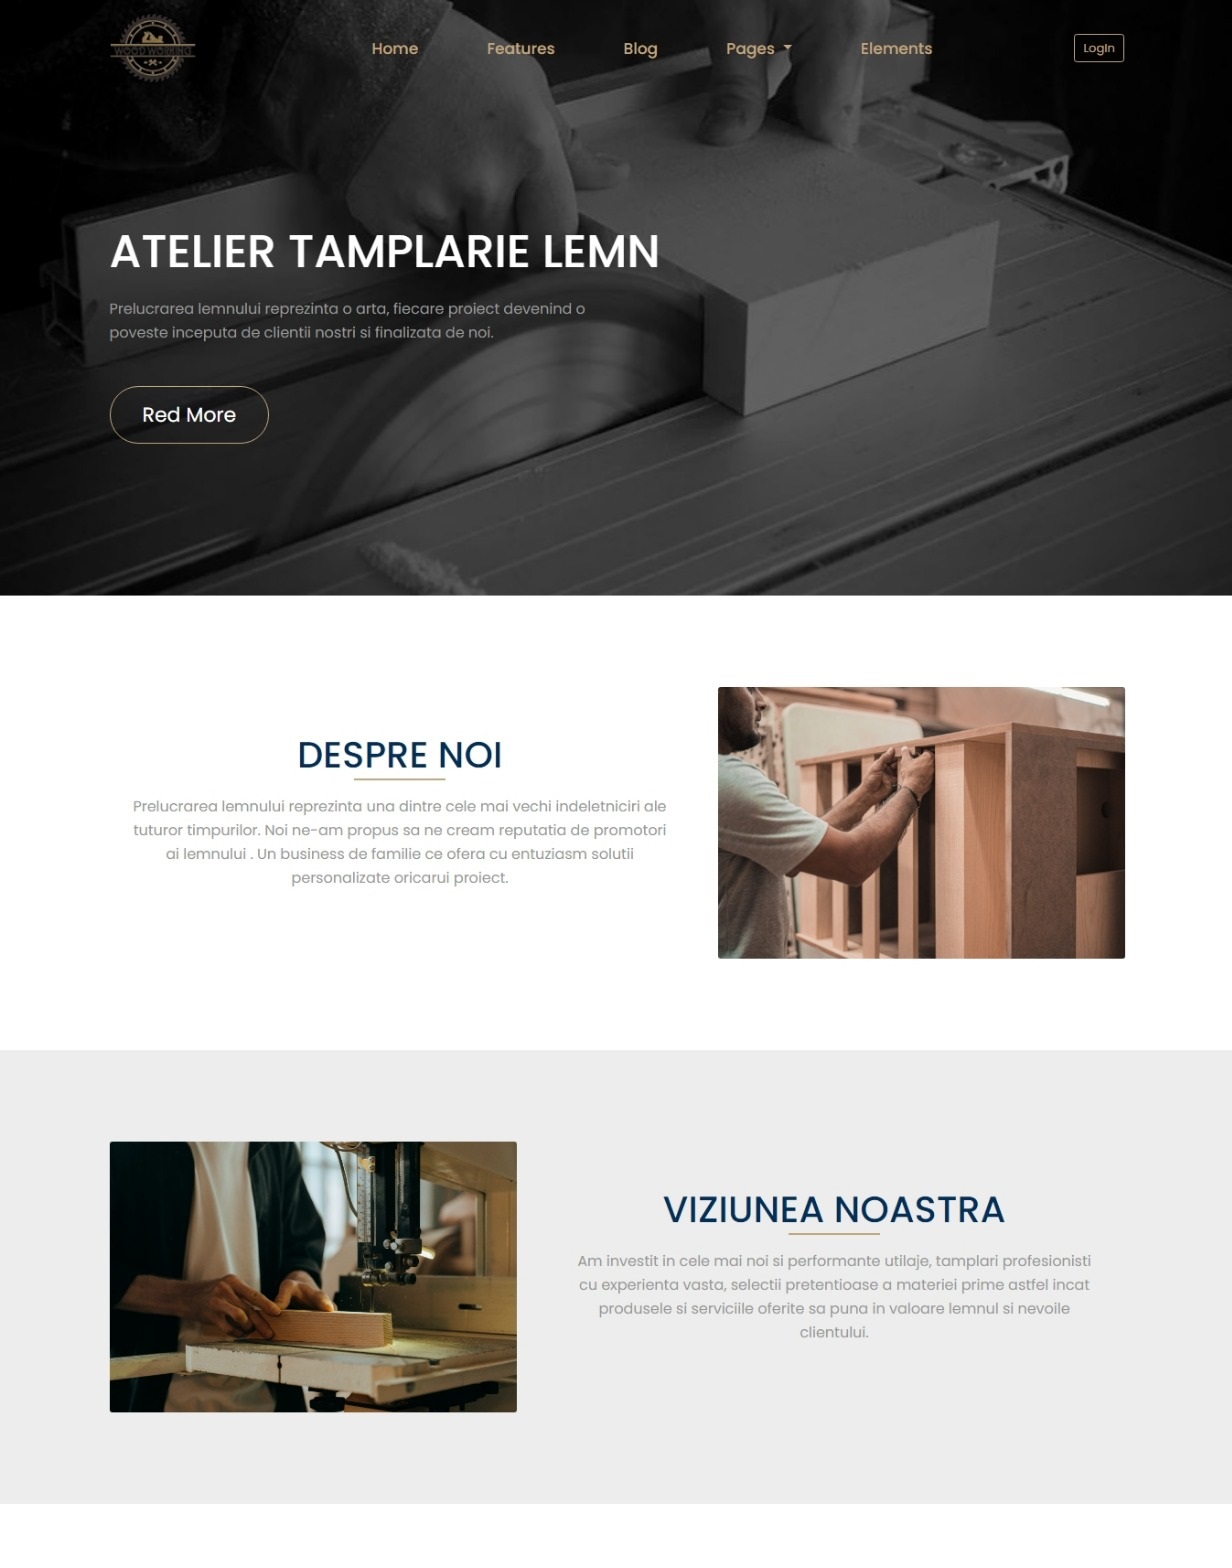 WOOD WORKING
Home Features Blog Pages Elements LogIn
ATELIER TAMPLARIE LEMN
Prelucrarea lemnului reprezinta o arta, fiecare proiect devenind o
poveste inceputa de clientii nostri si finalizata de noi.
Red More
DESPRE NOI
Prelucrarea lemnului reprezinta una dintre cele mai vechi indeletniciri ale
tuturor timpurilor. Noi ne-am propus sa ne cream reputatia de promotori
ai lemnului . Un business de familie ce ofera cu entuziasm solutii
personalizate oricarui proiect.
VIZIUNEA NOASTRA
Am investit in cele mai noi si performante utilaje, tamplari profesionisti
cu experienta vasta, selectii pretentioase a materiei prime astfel incat
produsele si serviciile oferite sa puna in valoare lemnul si nevoile
clientului.